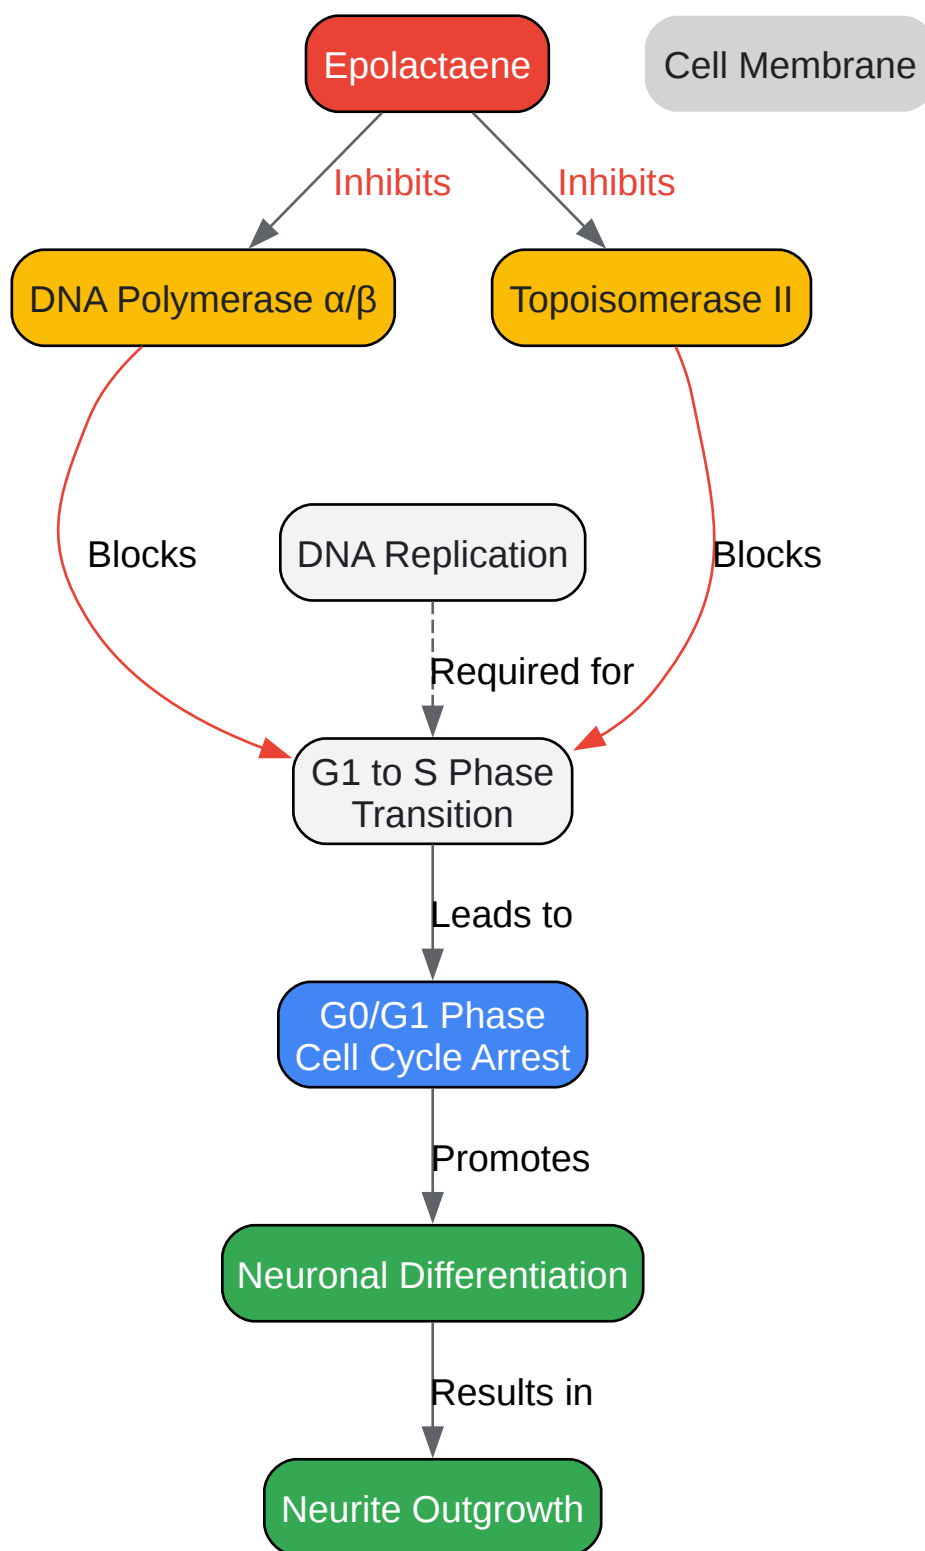 Epolactaene
Cell Membrane
Inhibits
Inhibits
DNA Polymerase α/β
Topoisomerase II
Blocks
DNA Replication
Blocks
Required for
G1 to S Phase
Transition
Leads to
G0/G1 Phase
Cell Cycle Arrest
Promotes
Neuronal Differentiation
Results in
Neurite Outgrowth